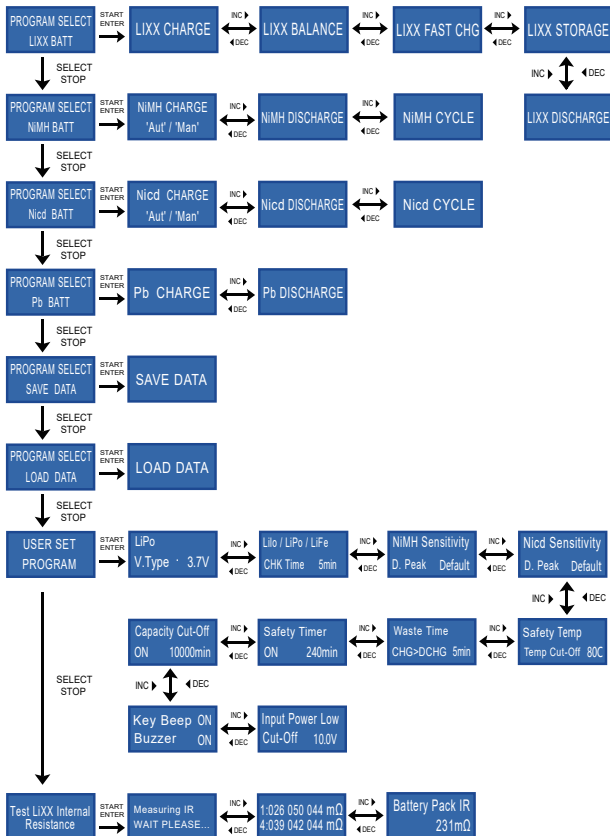 PROGRAM SELECT
LIXX BATT
START
ENTER
LIXX CHARGE
INC
DEC
LIXX BALANCE
INC
DEC
LIXX FAST CHG
INC
DEC
LIXX STORAGE
SELECT
STOP
INC
DEC
PROGRAM SELECT
NiMH BATT
START
ENTER
NiMH CHARGE
'Aut' / 'Man'
INC
DEC
NiMH DISCHARGE
INC
DEC
NiMH CYCLE
LIXX DISCHARGE
SELECT
STOP
PROGRAM SELECT
Nicd BATT
START
ENTER
Nicd CHARGE
'Aut' / 'Man'
INC
DEC
Nicd DISCHARGE
INC
DEC
Nicd CYCLE
SELECT
STOP
PROGRAM SELECT
Pb BATT
START
ENTER
Pb CHARGE
INC
DEC
Pb DISCHARGE
SELECT
STOP
PROGRAM SELECT
SAVE DATA
START
ENTER
SAVE DATA
SELECT
STOP
PROGRAM SELECT
LOAD DATA
START
ENTER
LOAD DATA
SELECT
STOP
USER SET
PROGRAM
START
ENTER
LiPo
V.Type · 3.7V
INC
DEC
LiIo / LiPo / LiFe
CHK Time 5min
INC
DEC
NiMH Sensitivity
D. Peak Default
INC
DEC
Nicd Sensitivity
D. Peak Default
INC
DEC
Capacity Cut-Off
ON 10000min
INC
DEC
Safety Timer
ON 240min
INC
DEC
Waste Time
CHG>DCHG 5min
INC
DEC
Safety Temp
Temp Cut-Off 80C
SELECT
STOP
INC
DEC
Key Beep ON
Buzzer ON
INC
DEC
Input Power Low
Cut-Off 10.0V
Test LiXX Internal
Resistance
START
ENTER
Measuring IR
WAIT PLEASE...
INC
DEC
1:026 050 044 mΩ
4:039 042 044 mΩ
INC
DEC
Battery Pack IR
231mΩ